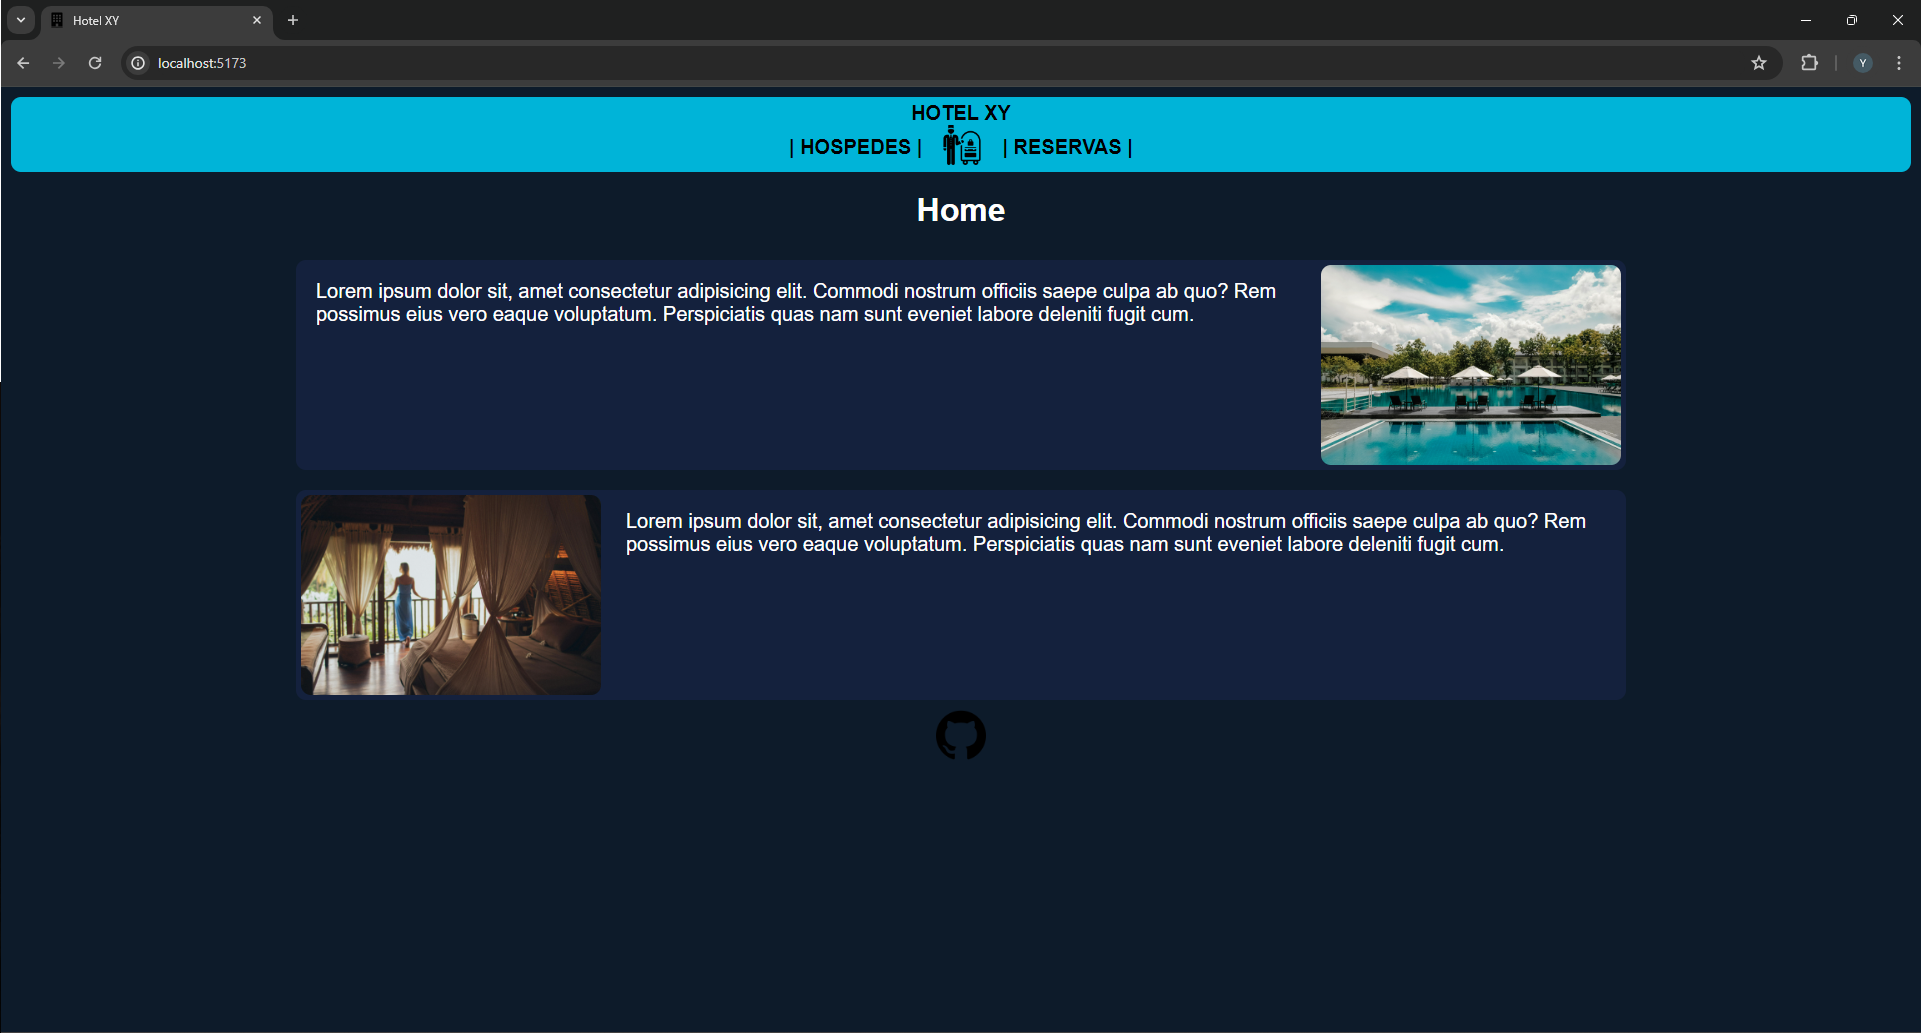 Hotel XY
localhost:5173
Y
HOTEL XY
| HOSPEDES |
| RESERVAS |
Home
Lorem ipsum dolor sit, amet consectetur adipisicing elit. Commodi nostrum officiis saepe culpa ab quo? Rem
possimus eius vero eaque voluptatum. Perspiciatis quas nam sunt eveniet labore deleniti fugit cum.
Lorem ipsum dolor sit, amet consectetur adipisicing elit. Commodi nostrum officiis saepe culpa ab quo? Rem
possimus eius vero eaque voluptatum. Perspiciatis quas nam sunt eveniet labore deleniti fugit cum.